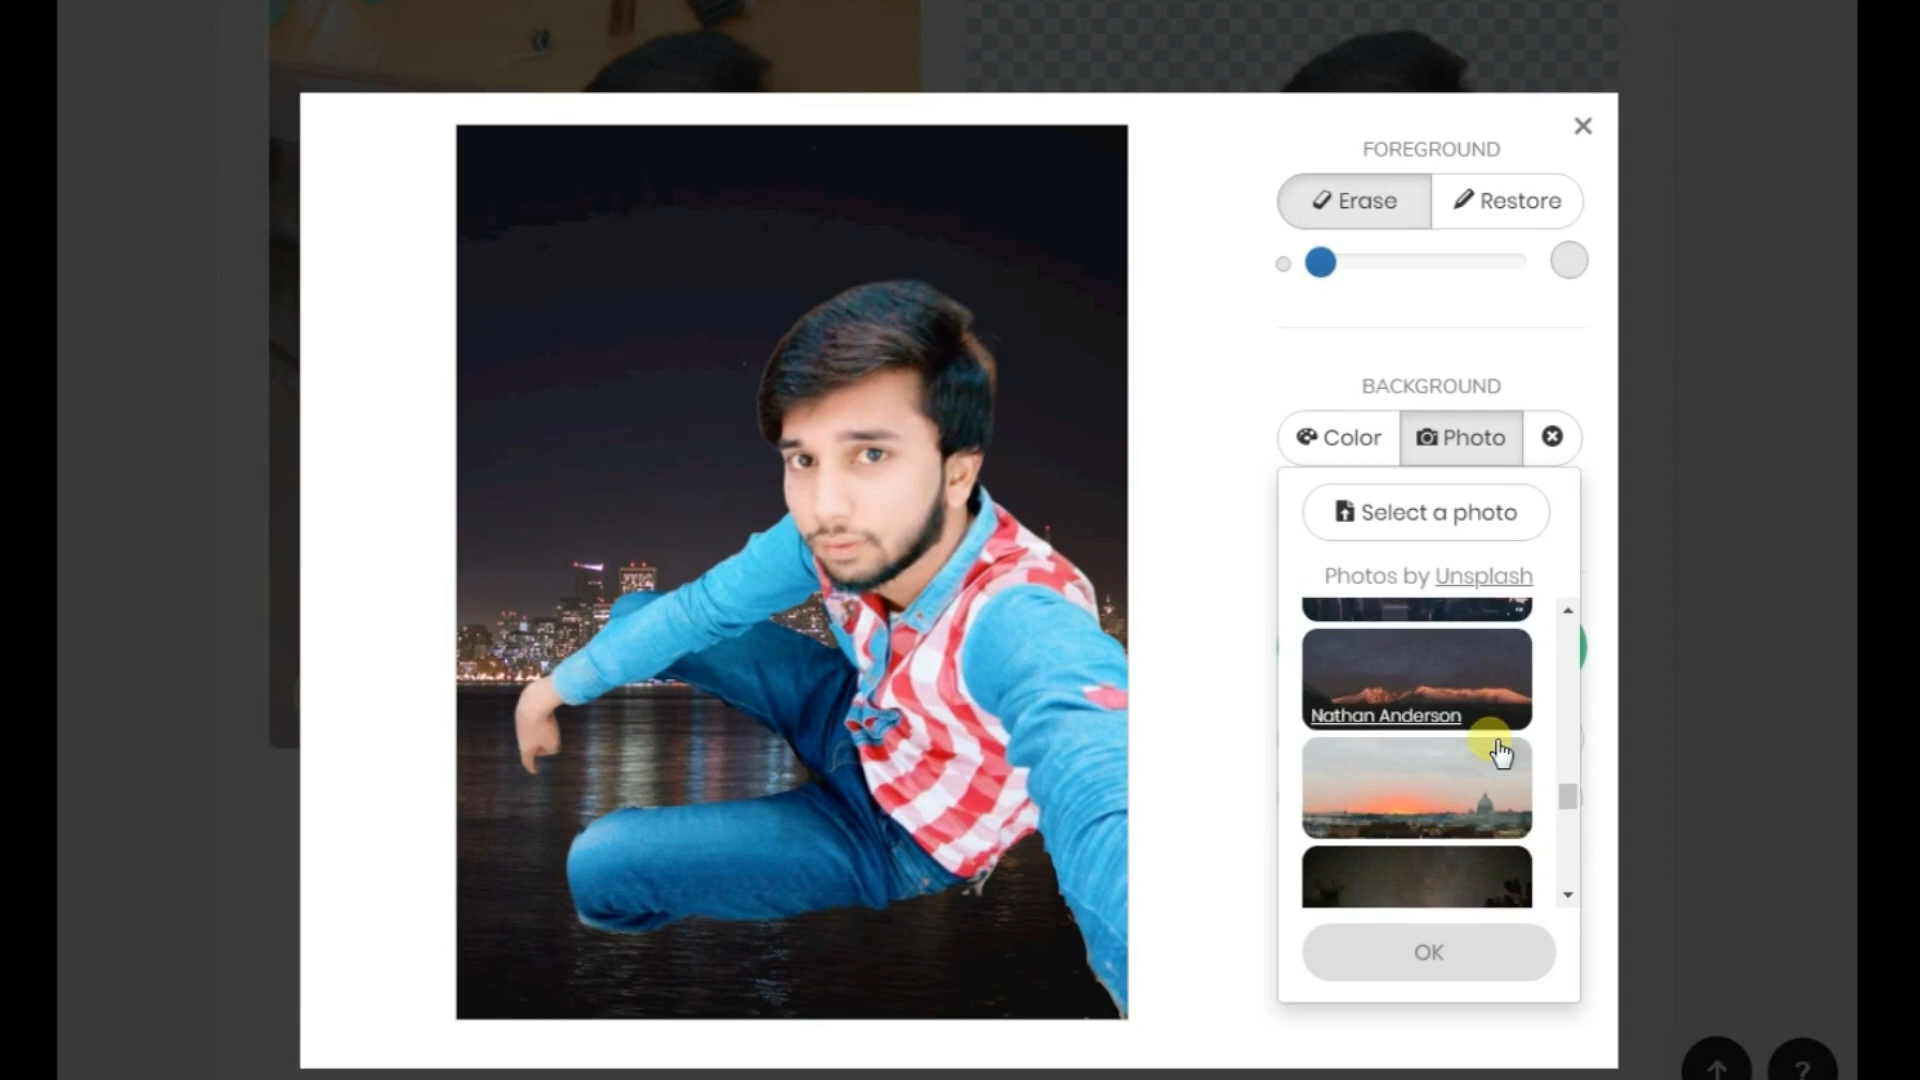 FOREGROUND
Erase
Restore
BACKGROUND
Color
Photo
Select a photo
Photos by Unsplash
Nathan Anderson
OK
?